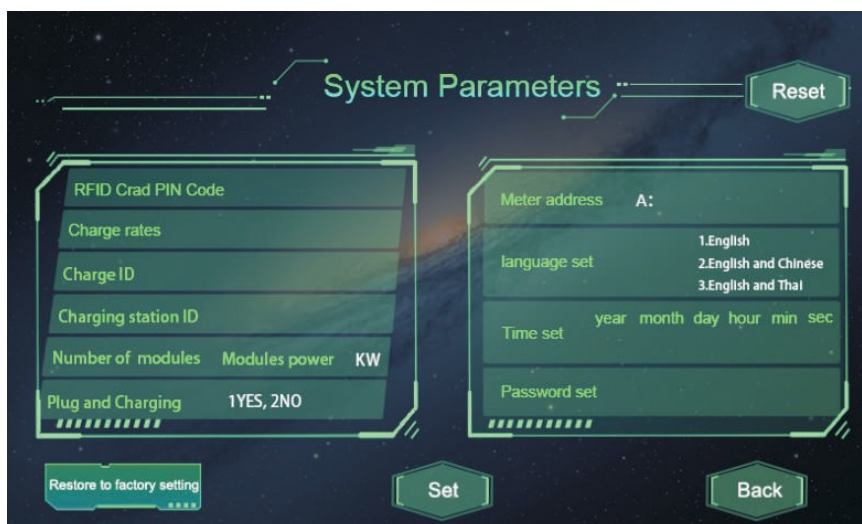 System Parameters
Reset
RFID Crad PIN Code
Charge rates
Charge ID
Charging station ID
Number of modules Modules power KW
Plug and Charging 1YES, 2NO
Meter address A:
language set
1.English
2.English and Chinese
3.English and Thai
Time set year month day hour min sec
Password set
Restore to factory setting
Set
Back